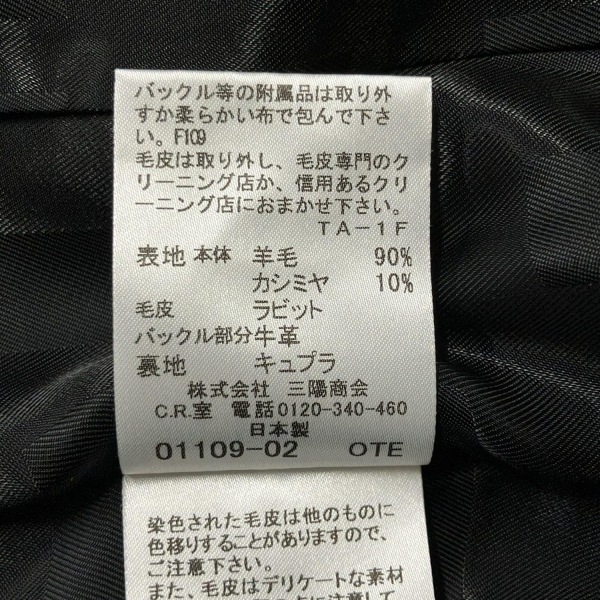 バックル等の附属品は取り外
すか柔らかい布で包んで下さ
い。F109
毛皮は取り外し、毛皮専門のク
リーニング店か、信用あるクリ
ーニング店におまかせ下さい。
TA-1F
表地 本体 羊毛 90%
カシミヤ 10%
毛皮 ラビット
バックル部分牛革
裏地 キュプラ
株式会社 三陽商会
C.R.室 電話0120-340-460
日本製
01109-02 OTE
染色された毛皮は他のものに
色移りすることがありますので、
ご注意下さい。
また、毛皮はデリケートな素材